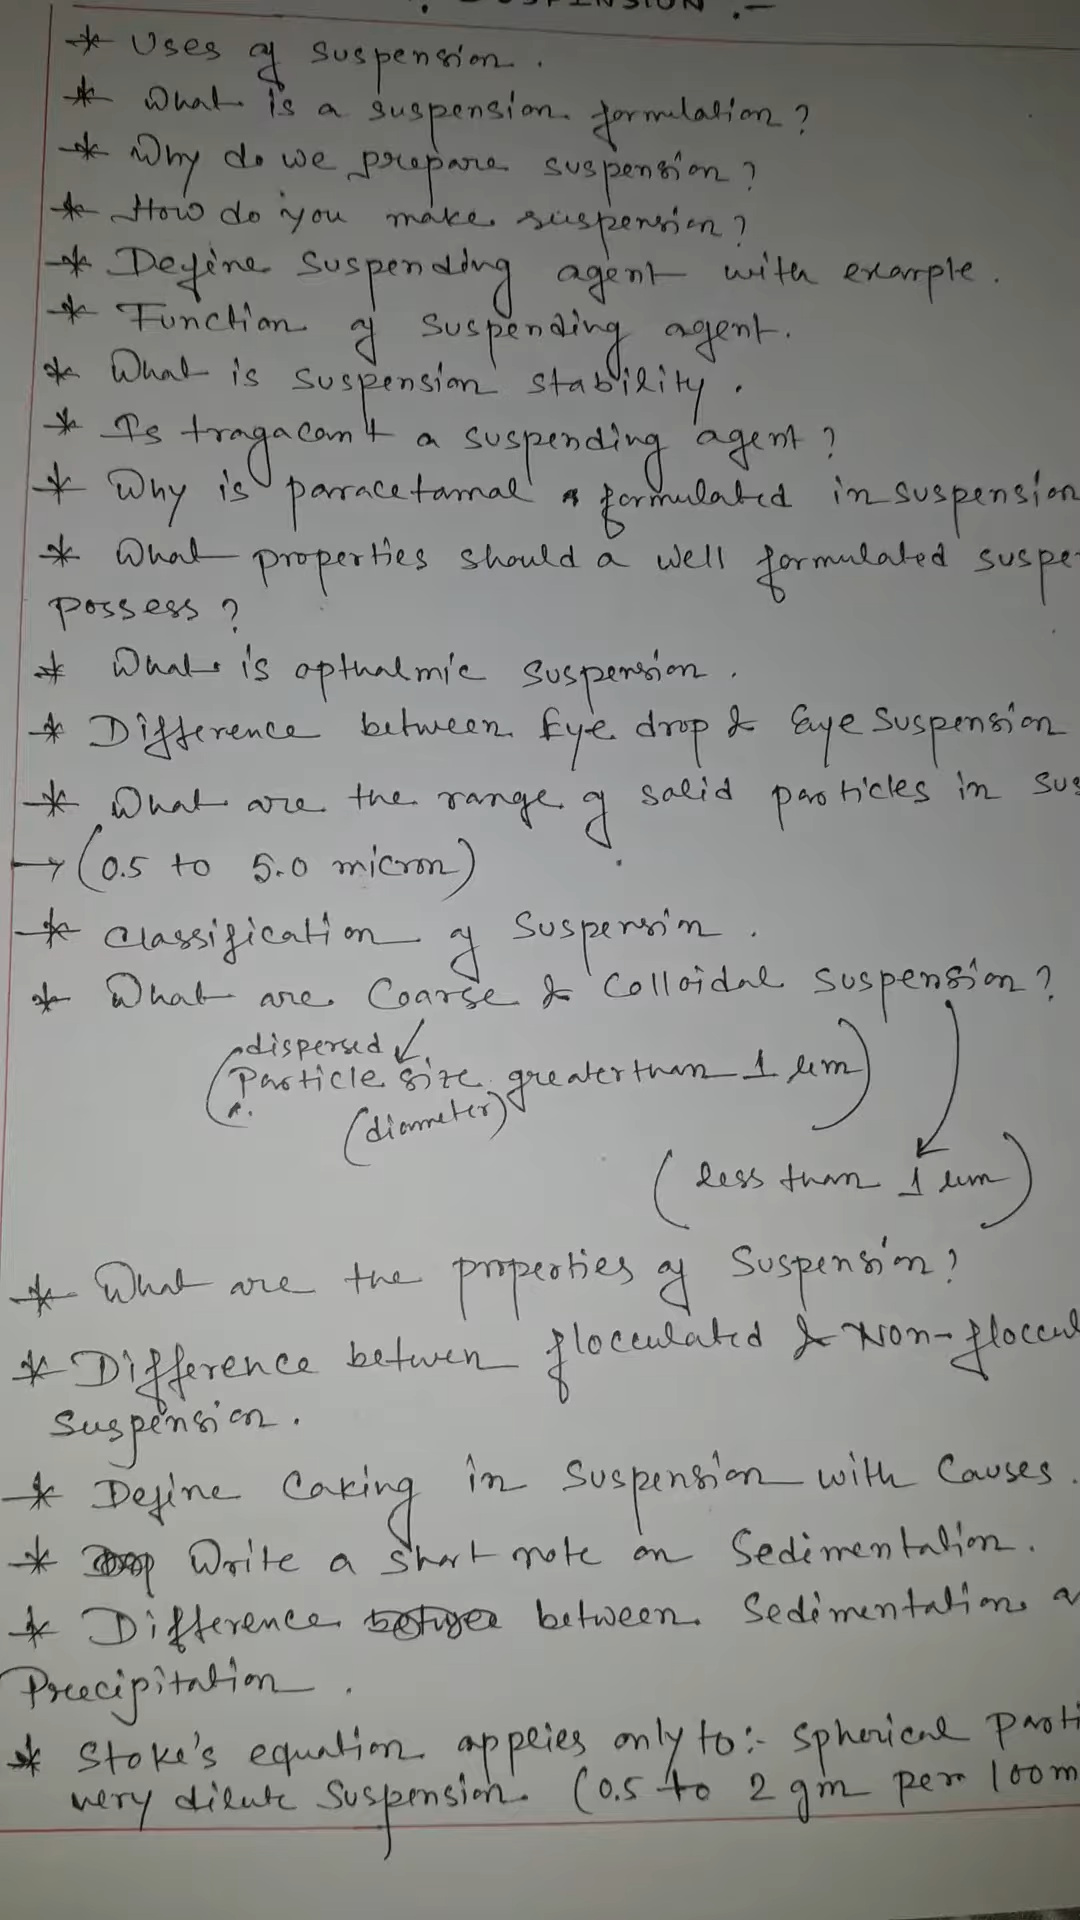 * Uses of suspension.
* What is a suspension formulation?
* Why do we prepare suspension?
* How do you make suspension?
* Define suspending agent with example.
* Function of suspending agent.
* What is suspension stability.
* Is tragacant a suspending agent?
* Why is parracetamal formulated in suspension
* What properties should a well formulated suspe-
possess?
* What is opthalmic suspension.
* Difference between Eye drop & Eye suspension
* What are the range of solid particles in sus
→ (0.5 to 5.0 micron)
* Classification of Suspension.
* What are Coarse & Colloidal suspension?
dispersed
(Particle size greater than 1 um)
(diameter)
(less than 1 um)
* What are the properties of Suspension?
* Difference betwen flocculated & Non-floccul
suspension.
* Define Caking in Suspension with Causes.
* Write a short note on Sedimentation.
* Difference between Sedimentation a
Precipitation.
* Stoke's equation applies only to:- spherical parti
very dilute suspension. (0.5 to 2 gm per 100m